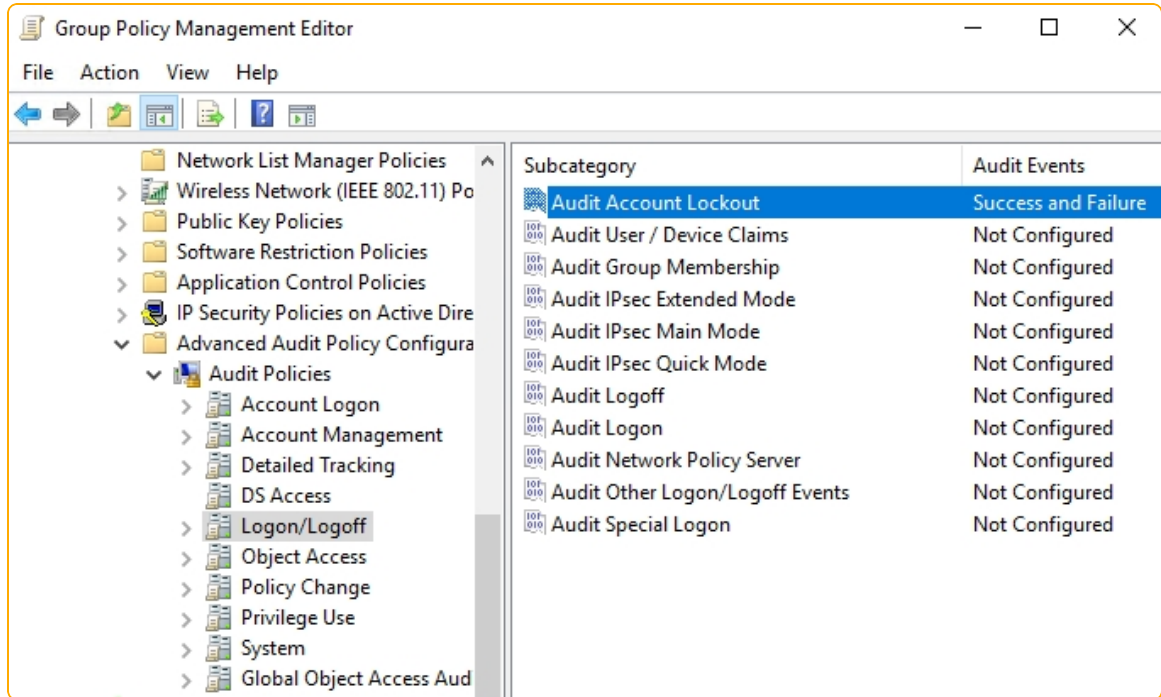 Group Policy Management Editor
File Action View Help
Network List Manager Policies
Wireless Network (IEEE 802.11) Po
Public Key Policies
Software Restriction Policies
Application Control Policies
IP Security Policies on Active Dire
Advanced Audit Policy Configura
Audit Policies
Account Logon
Account Management
Detailed Tracking
DS Access
Logon/Logoff
Object Access
Policy Change
Privilege Use
System
Global Object Access Aud
Subcategory Audit Events
Audit Account Lockout Success and Failure
Audit User / Device Claims Not Configured
Audit Group Membership Not Configured
Audit IPsec Extended Mode Not Configured
Audit IPsec Main Mode Not Configured
Audit IPsec Quick Mode Not Configured
Audit Logoff Not Configured
Audit Logon Not Configured
Audit Network Policy Server Not Configured
Audit Other Logon/Logoff Events Not Configured
Audit Special Logon Not Configured